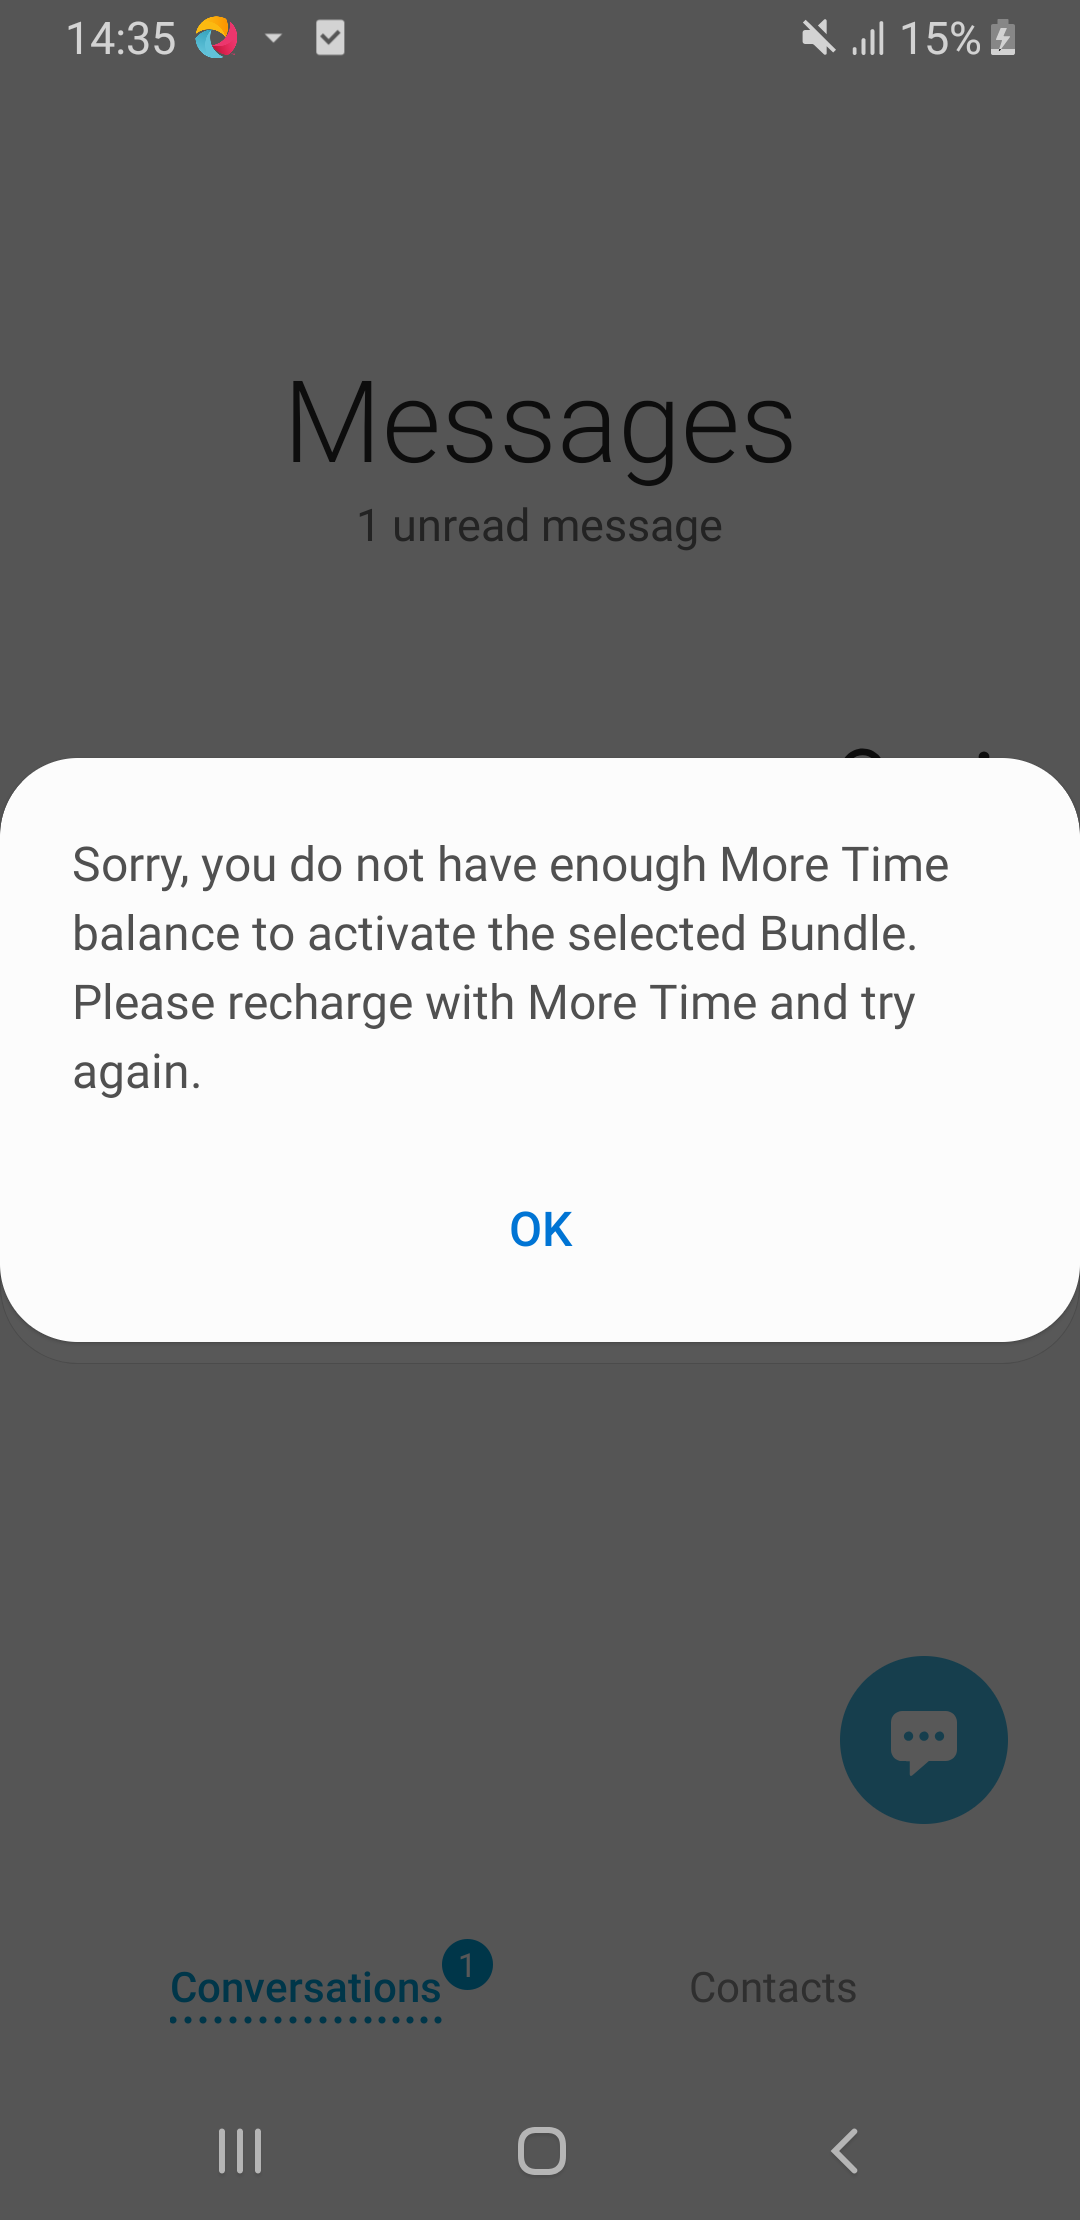 14:35
15%
Messages
1 unread message
Sorry, you do not have enough More Time
balance to activate the selected Bundle.
Please recharge with More Time and try
again.
OK
Conversations 1
Contacts